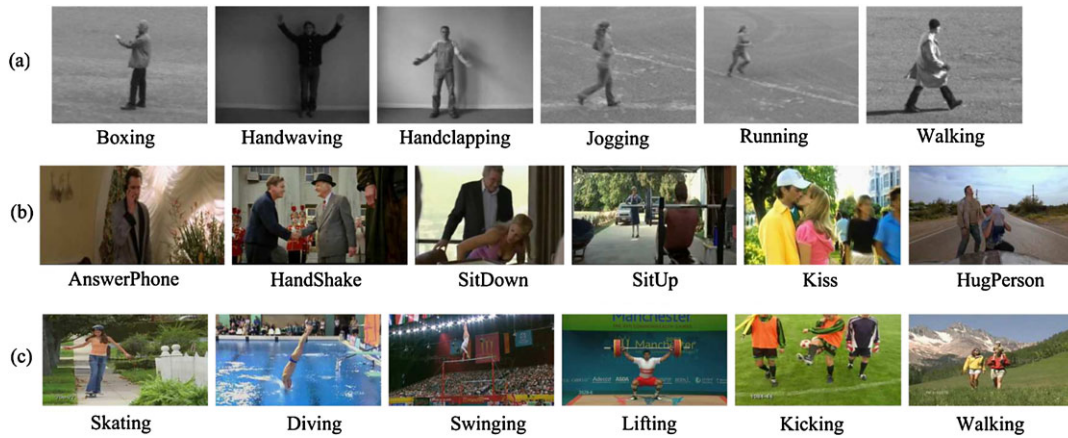 (a)
Boxing Handwaving Handclapping Jogging Running Walking
(b)
AnswerPhone HandShake SitDown SitUp Kiss HugPerson
(c)
Manchester
Skating Diving Swinging Lifting Kicking Walking